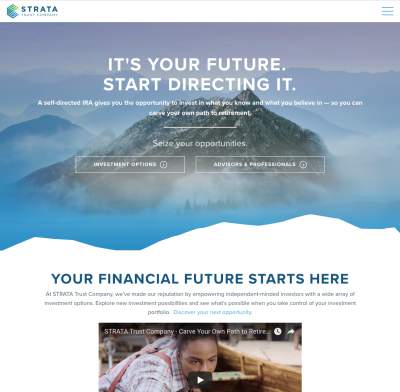 STRATA
TRUST COMPANY
IT'S YOUR FUTURE.
START DIRECTING IT.
A self-directed IRA gives you the opportunity to invest in what you know and what you believe in — so you can
carve your own path to retirement.
Seize your opportunities.
INVESTMENT OPTIONS
ADVISORS & PROFESSIONALS
YOUR FINANCIAL FUTURE STARTS HERE
At STRATA Trust Company, we've made our reputation by empowering independent-minded investors with a wide array of
investment options. Explore new investment possibilities and see what's possible when you take control of your investment
portfolio. Discover your next opportunity.
STRATA Trust Company - Carve Your Own Path to Retire...